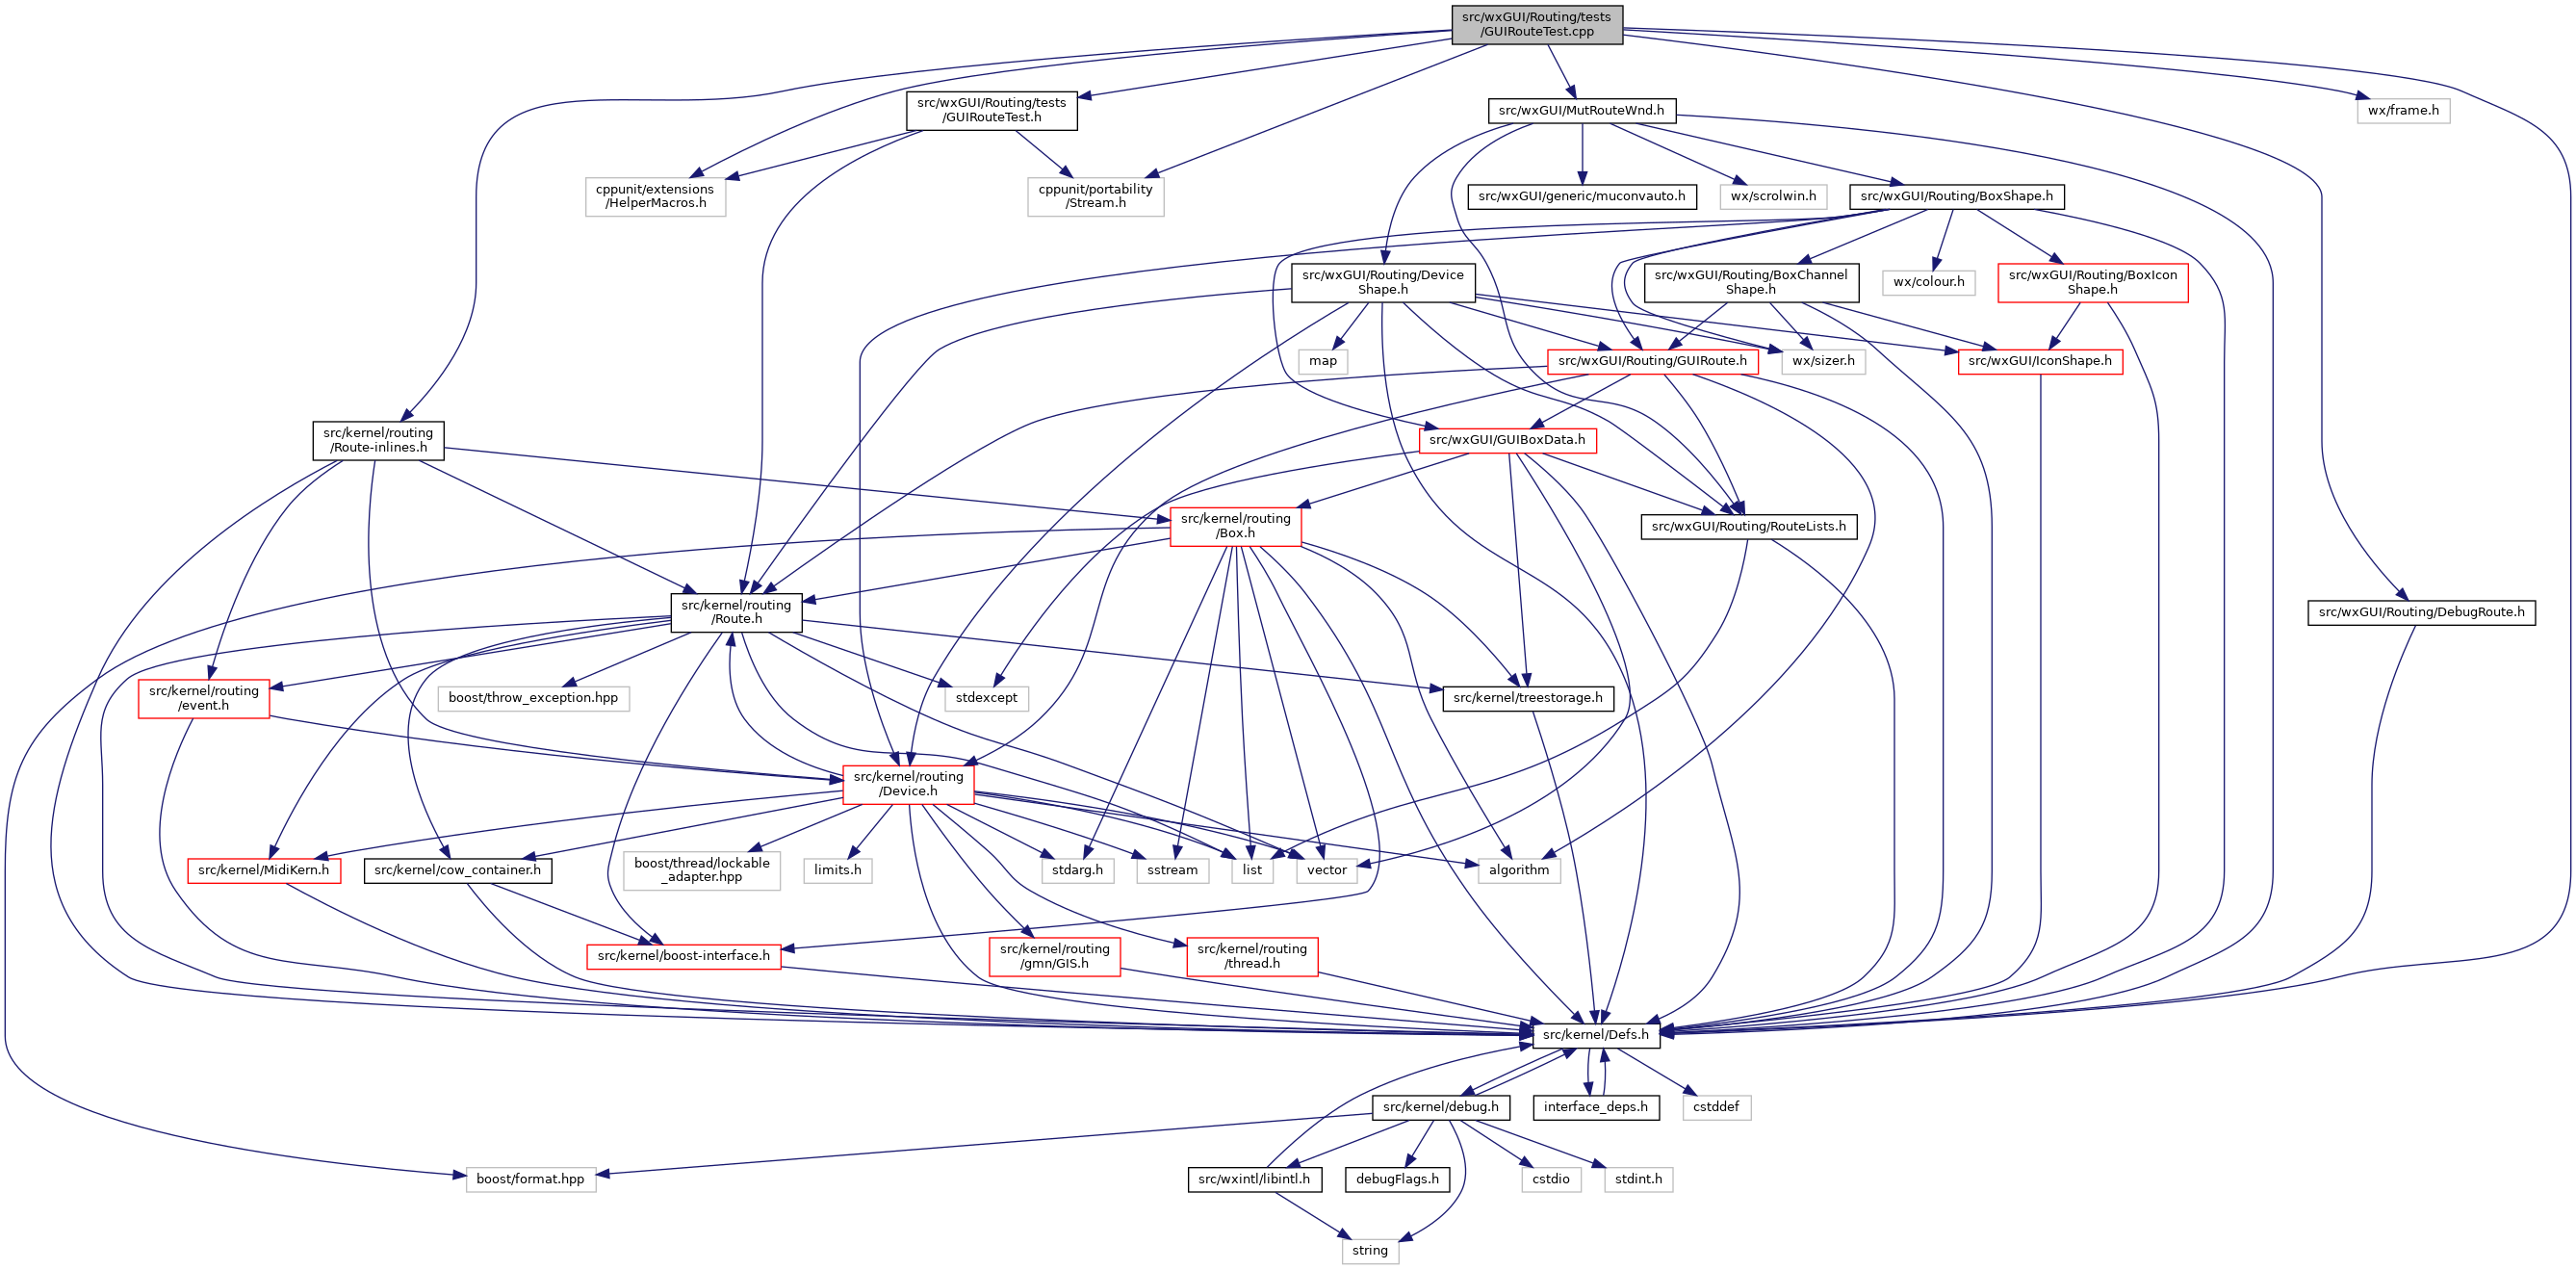 src/wxGUI/Routing/tests
/GUIRouteTest.cpp
src/wxGUI/Routing/tests
/GUIRouteTest.h
src/wxGUI/MutRouteWnd.h
wx/frame.h
cppunit/extensions
/HelperMacros.h
cppunit/portability
/Stream.h
src/wxGUI/generic/muconvauto.h
wx/scrolwin.h
src/wxGUI/Routing/BoxShape.h
src/wxGUI/Routing/Device
Shape.h
src/wxGUI/Routing/BoxChannel
Shape.h
wx/colour.h
src/wxGUI/Routing/BoxIcon
Shape.h
map
src/wxGUI/Routing/GUIRoute.h
wx/sizer.h
src/wxGUI/IconShape.h
src/kernel/routing
/Route-inlines.h
src/wxGUI/GUIBoxData.h
src/kernel/routing
/Box.h
src/wxGUI/Routing/RouteLists.h
src/kernel/routing
/Route.h
src/wxGUI/Routing/DebugRoute.h
src/kernel/routing
/event.h
boost/throw_exception.hpp
stdexcept
src/kernel/treestorage.h
src/kernel/routing
/Device.h
src/kernel/MidiKern.h
src/kernel/cow_container.h
boost/thread/lockable
_adapter.hpp
limits.h
stdarg.h
sstream
list
vector
algorithm
src/kernel/boost-interface.h
src/kernel/routing
/gmn/GIS.h
src/kernel/routing
/thread.h
src/kernel/Defs.h
src/kernel/debug.h
interface_deps.h
cstddef
boost/format.hpp
src/wxintl/libintl.h
debugFlags.h
cstdio
stdint.h
string